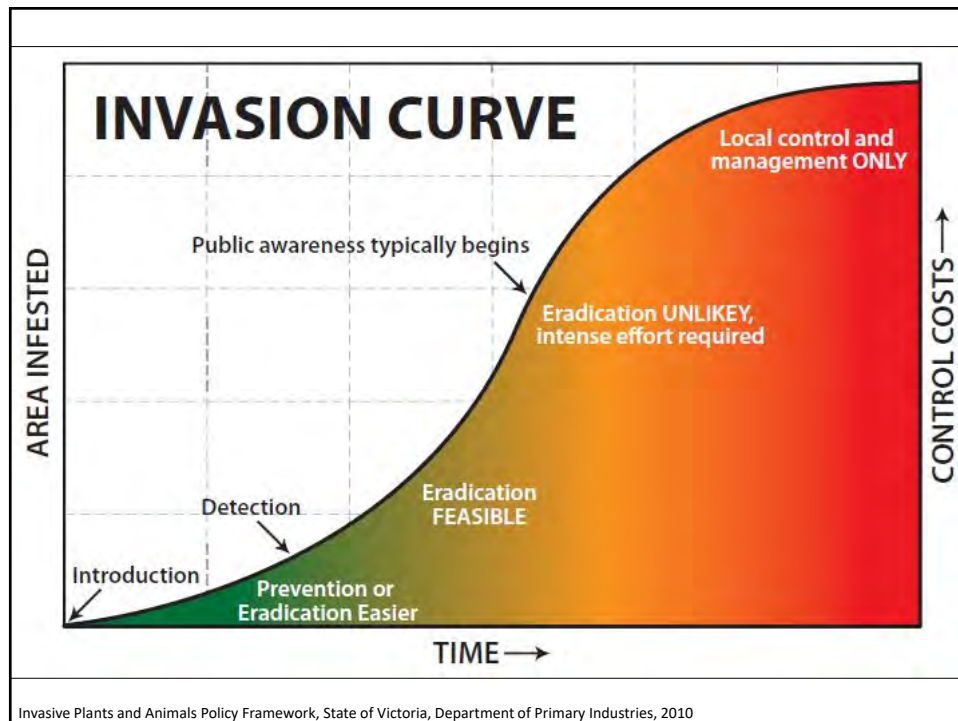 INVASION CURVE
Local control and
management ONLY
Public awareness typically begins
Eradication UNLIKEY,
intense effort required
Eradication
FEASIBLE
Detection
Introduction
Prevention or
Eradication Easier
AREA INFESTED
CONTROL COSTS
TIME
Invasive Plants and Animals Policy Framework, State of Victoria, Department of Primary Industries, 2010